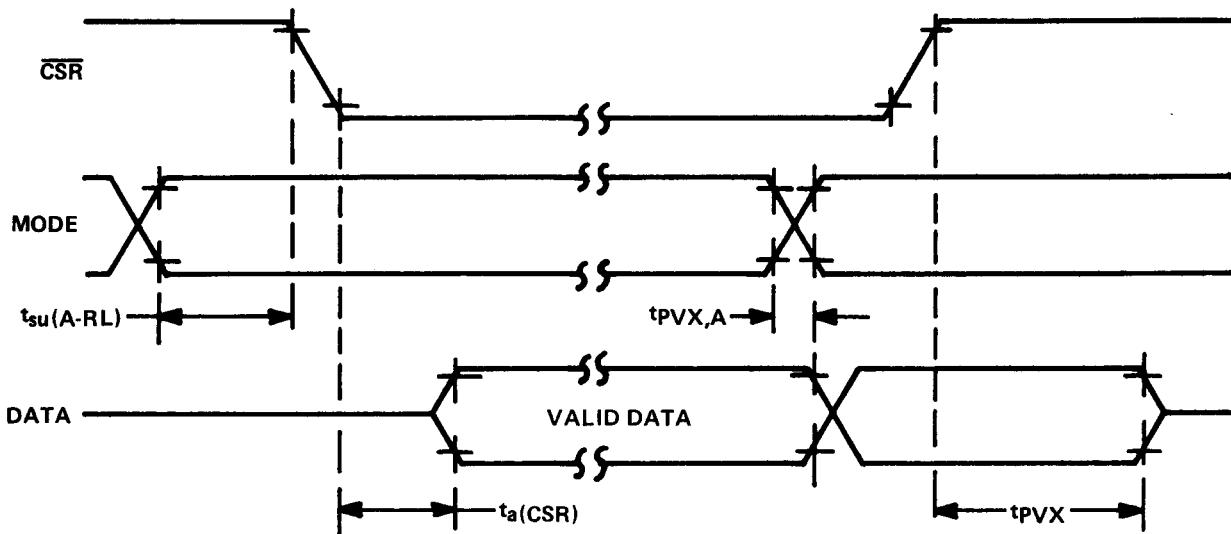 CSR
MODE
tsu(A-RL)
tPVX,A
DATA
VALID DATA
ta(CSR)
tPVX